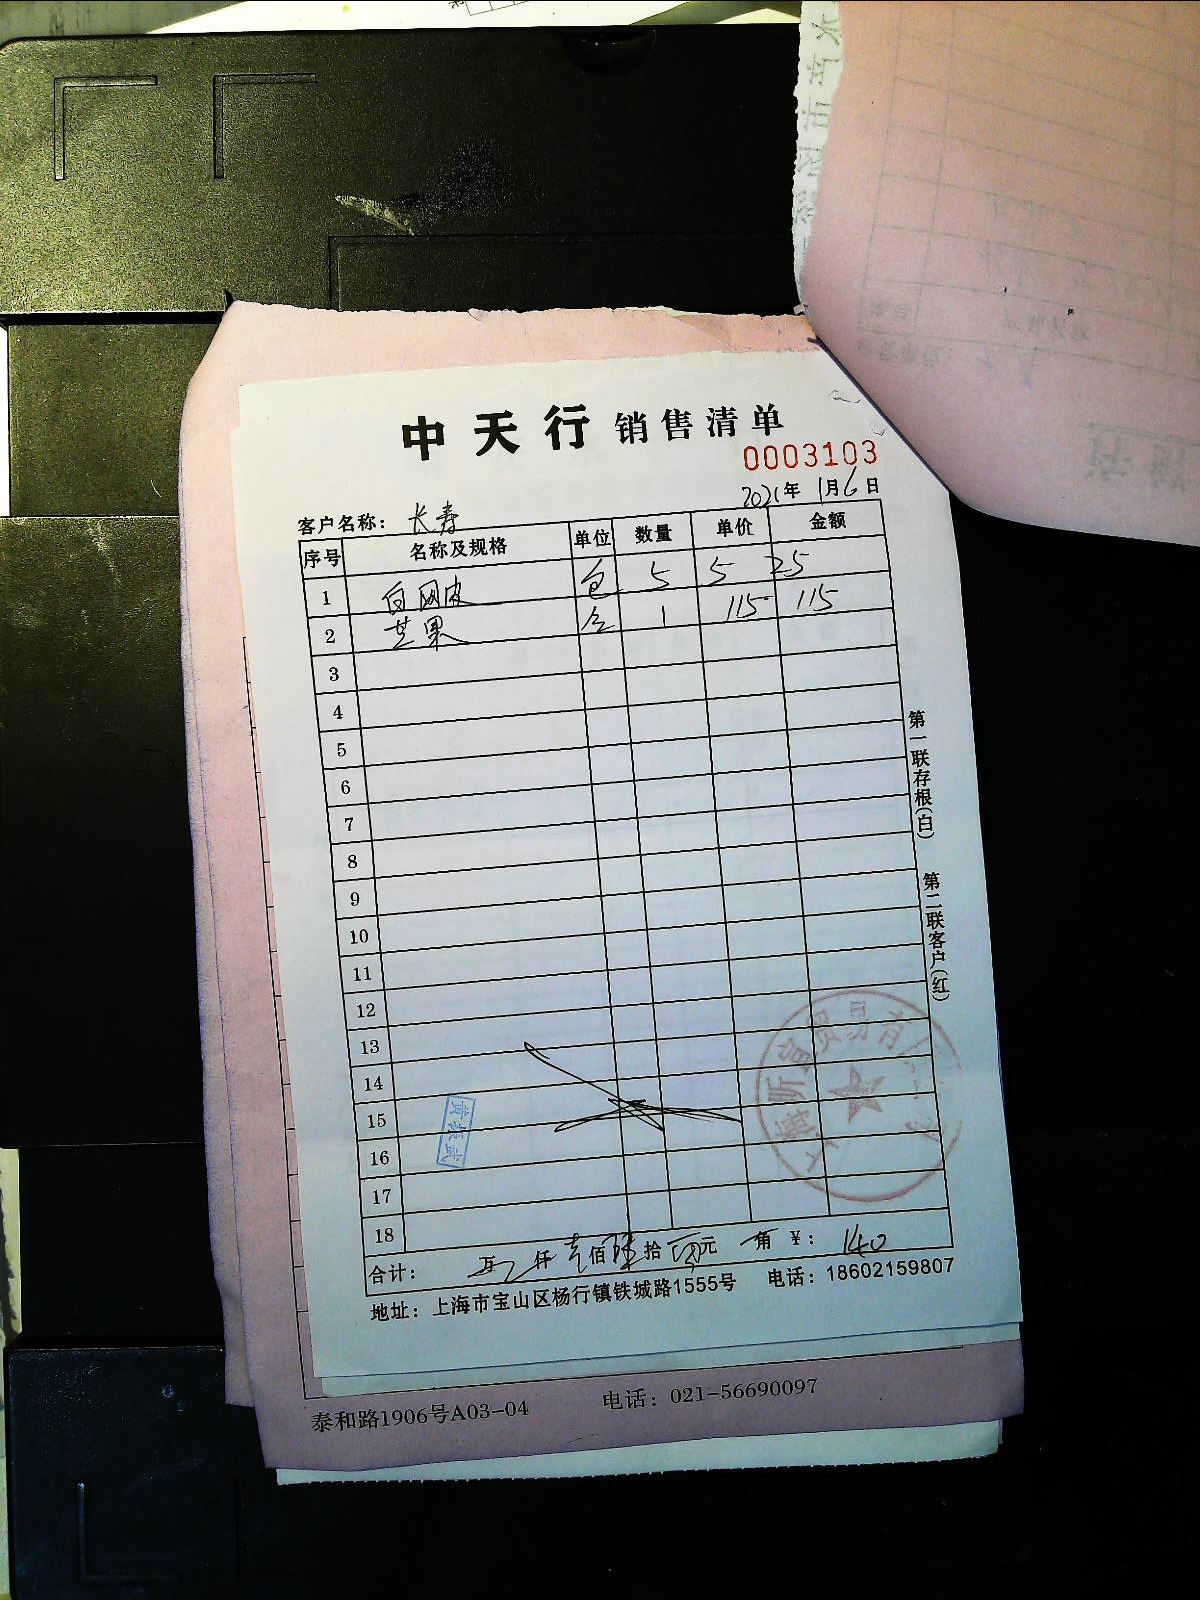 中天行 销售清单
0003103
2021年 1月6日
客户名称： 长寿
序号 名称及规格 单位 数量 单价 金额
1 白网皮 包 5 5 25
2 芒果 1 115 115
3
4
5
6
7
8
9
10
11
12
13
14
15
16
17
18
合计： 仟 佰 拾 元 角 ¥： 140
地址：上海市宝山区杨行镇铁城路1555号 电话：18602159807
第一联存根(白) 第二联客户(红)
泰和路1906号A03-04 电话：021-56690097